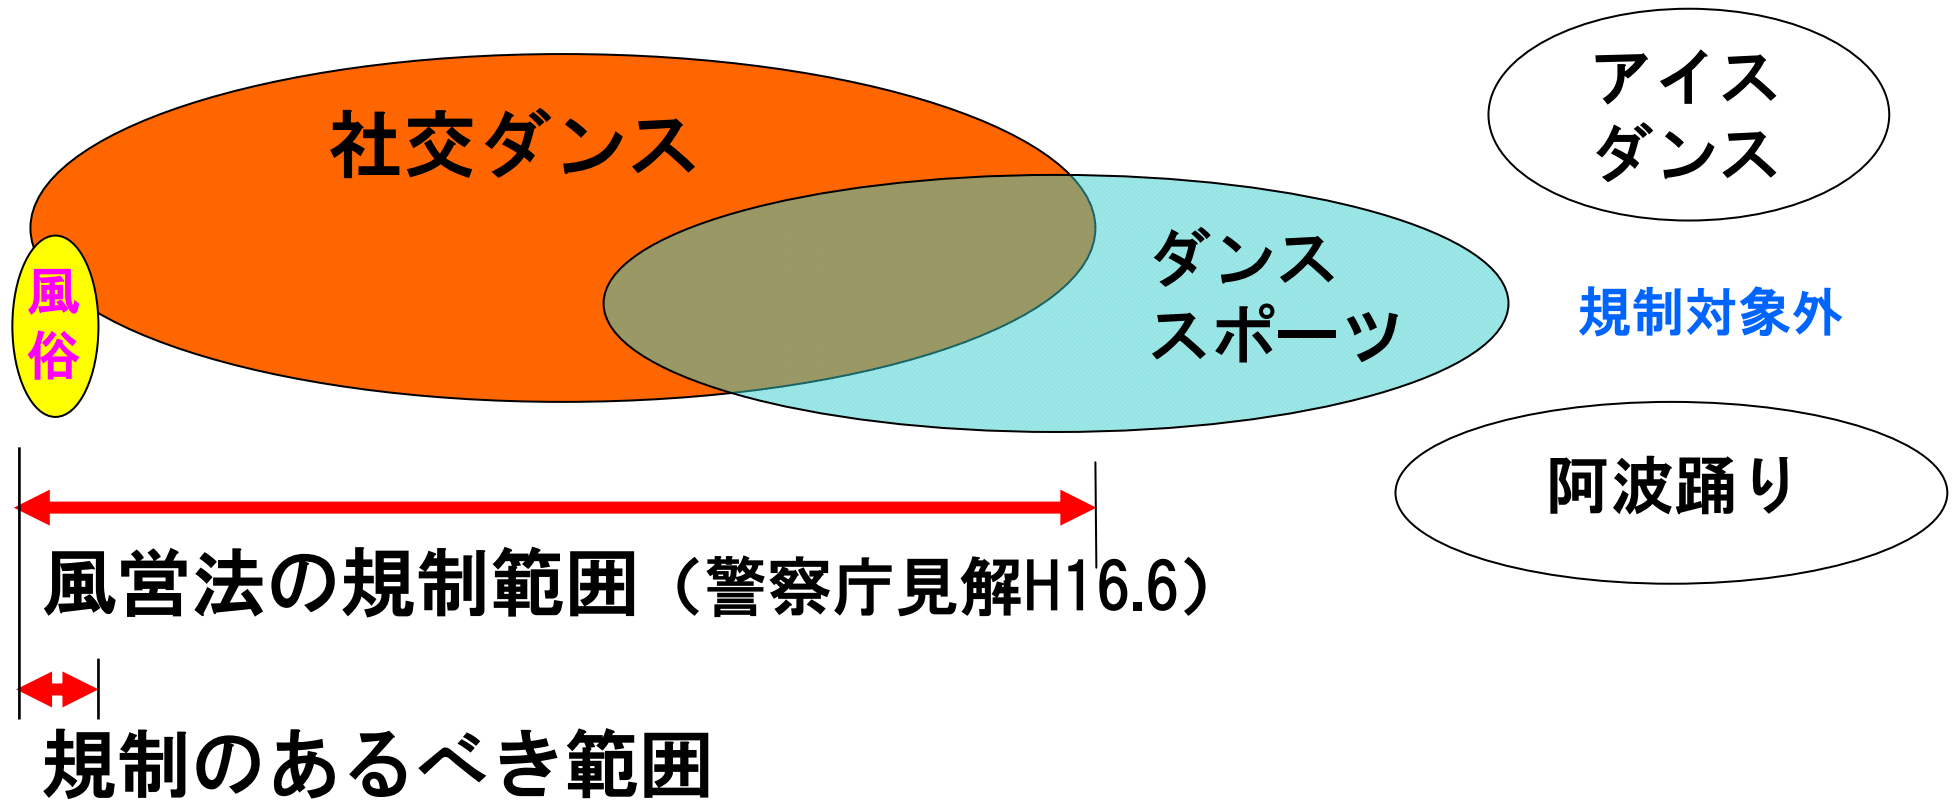 社交ダンス
アイス
ダンス
風
俗
ダンス
スポーツ
規制対象外
阿波踊り
風営法の規制範囲（警察庁見解H16.6）
規制のあるべき範囲